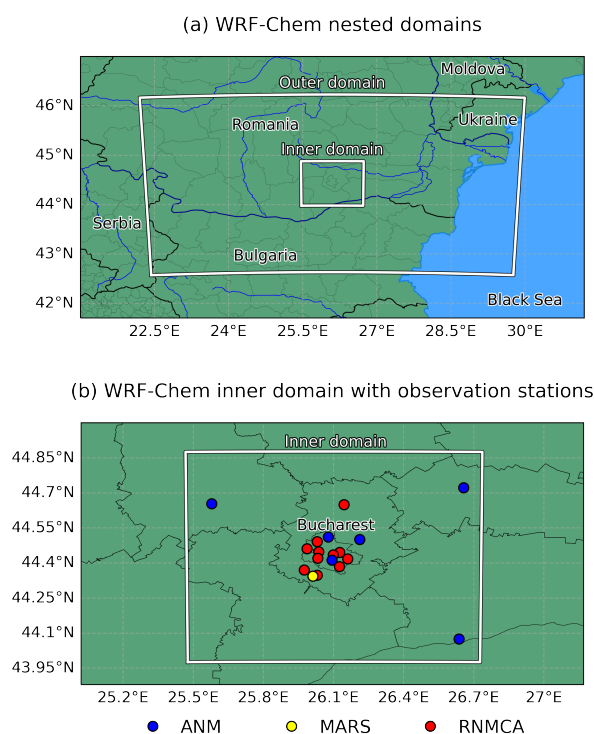 (a) WRF-Chem nested domains
Moldova
Outer domain
46°N
Ukraine
Romania
45°N
Inner domain
44°N
Serbia
43°N
Bulgaria
42°N
Black Sea
22.5°E 24°E 25.5°E 27°E 28.5°E 30°E
(b) WRF-Chem inner domain with observation stations
Inner domain
44.85°N
44.7°N
44.55°N
Bucharest
44.4°N
44.25°N
44.1°N
43.95°N
25.2°E 25.5°E 25.8°E 26.1°E 26.4°E 26.7°E 27°E
ANM MARS RNMCA